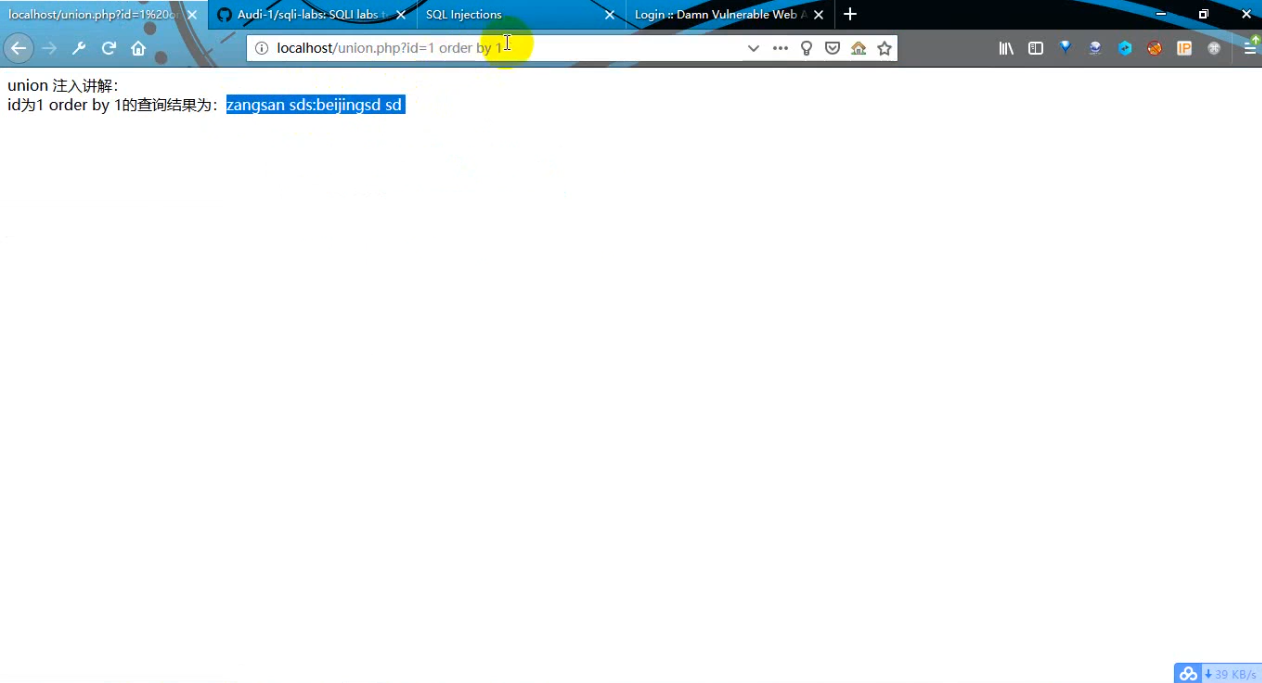 localhost/union.php?id=1%20or
Audi-1/sqli-labs: SQLI labs t
SQL Injections
Login :: Damn Vulnerable Web A
localhost/union.php?id=1 order by 1
IP
union 注入讲解：
id为1 order by 1的查询结果为：zangsan sds:beijingsd sd
39 KB/s